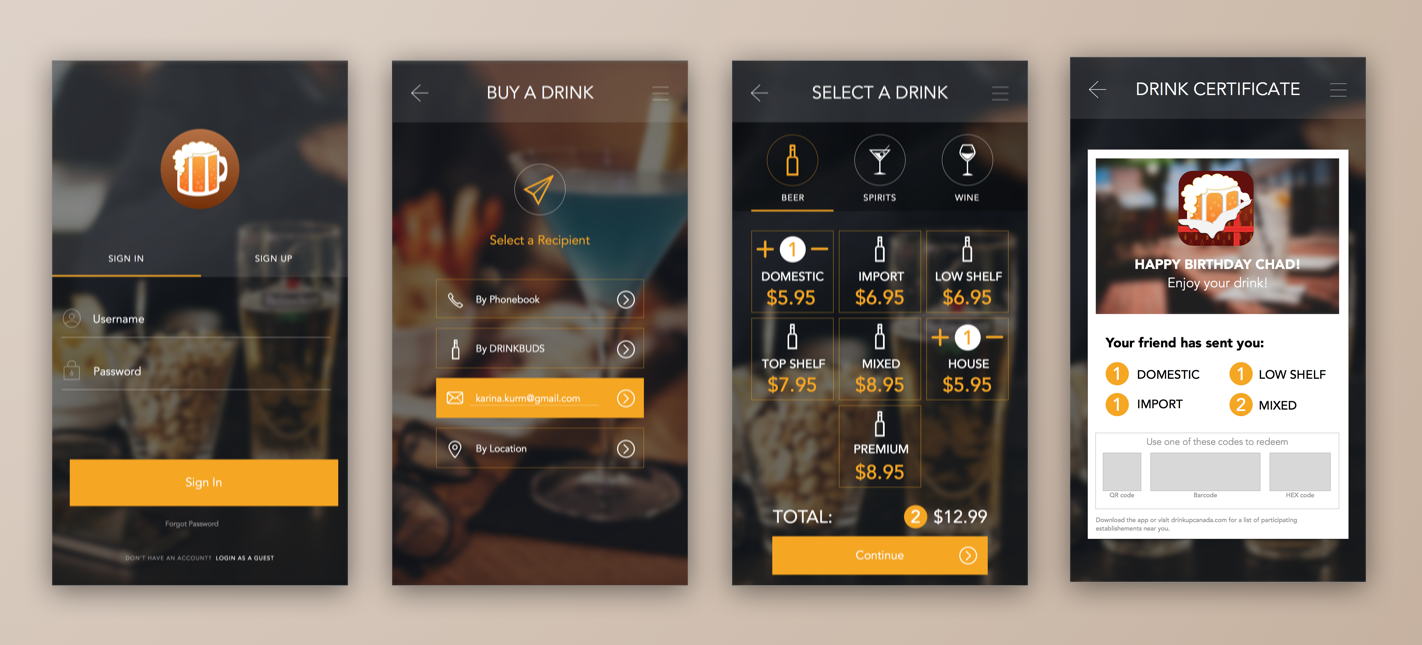 SIGN IN
SIGN UP
Username
Password
Sign In
Forgot Password
DON'T HAVE AN ACCOUNT? LOGIN AS A GUEST
BUY A DRINK
Select a Recipient
By Phonebook
By DRINKBUDS
karina.kurm@gmail.com
By Location
SELECT A DRINK
BEER
SPIRITS
WINE
+ 1 −
DOMESTIC
$5.95
IMPORT
$6.95
LOW SHELF
$6.95
TOP SHELF
$7.95
MIXED
$8.95
+ 1 −
HOUSE
$5.95
PREMIUM
$8.95
TOTAL: 2 $12.99
Continue
DRINK CERTIFICATE
HAPPY BIRTHDAY CHAD!
Enjoy your drink!
Your friend has sent you:
1 DOMESTIC
1 LOW SHELF
1 IMPORT
2 MIXED
Use one of these codes to redeem
QR code
Barcode
HEX code
Download the app or visit drinkupcanada.com for a list of participating
establishements near you.